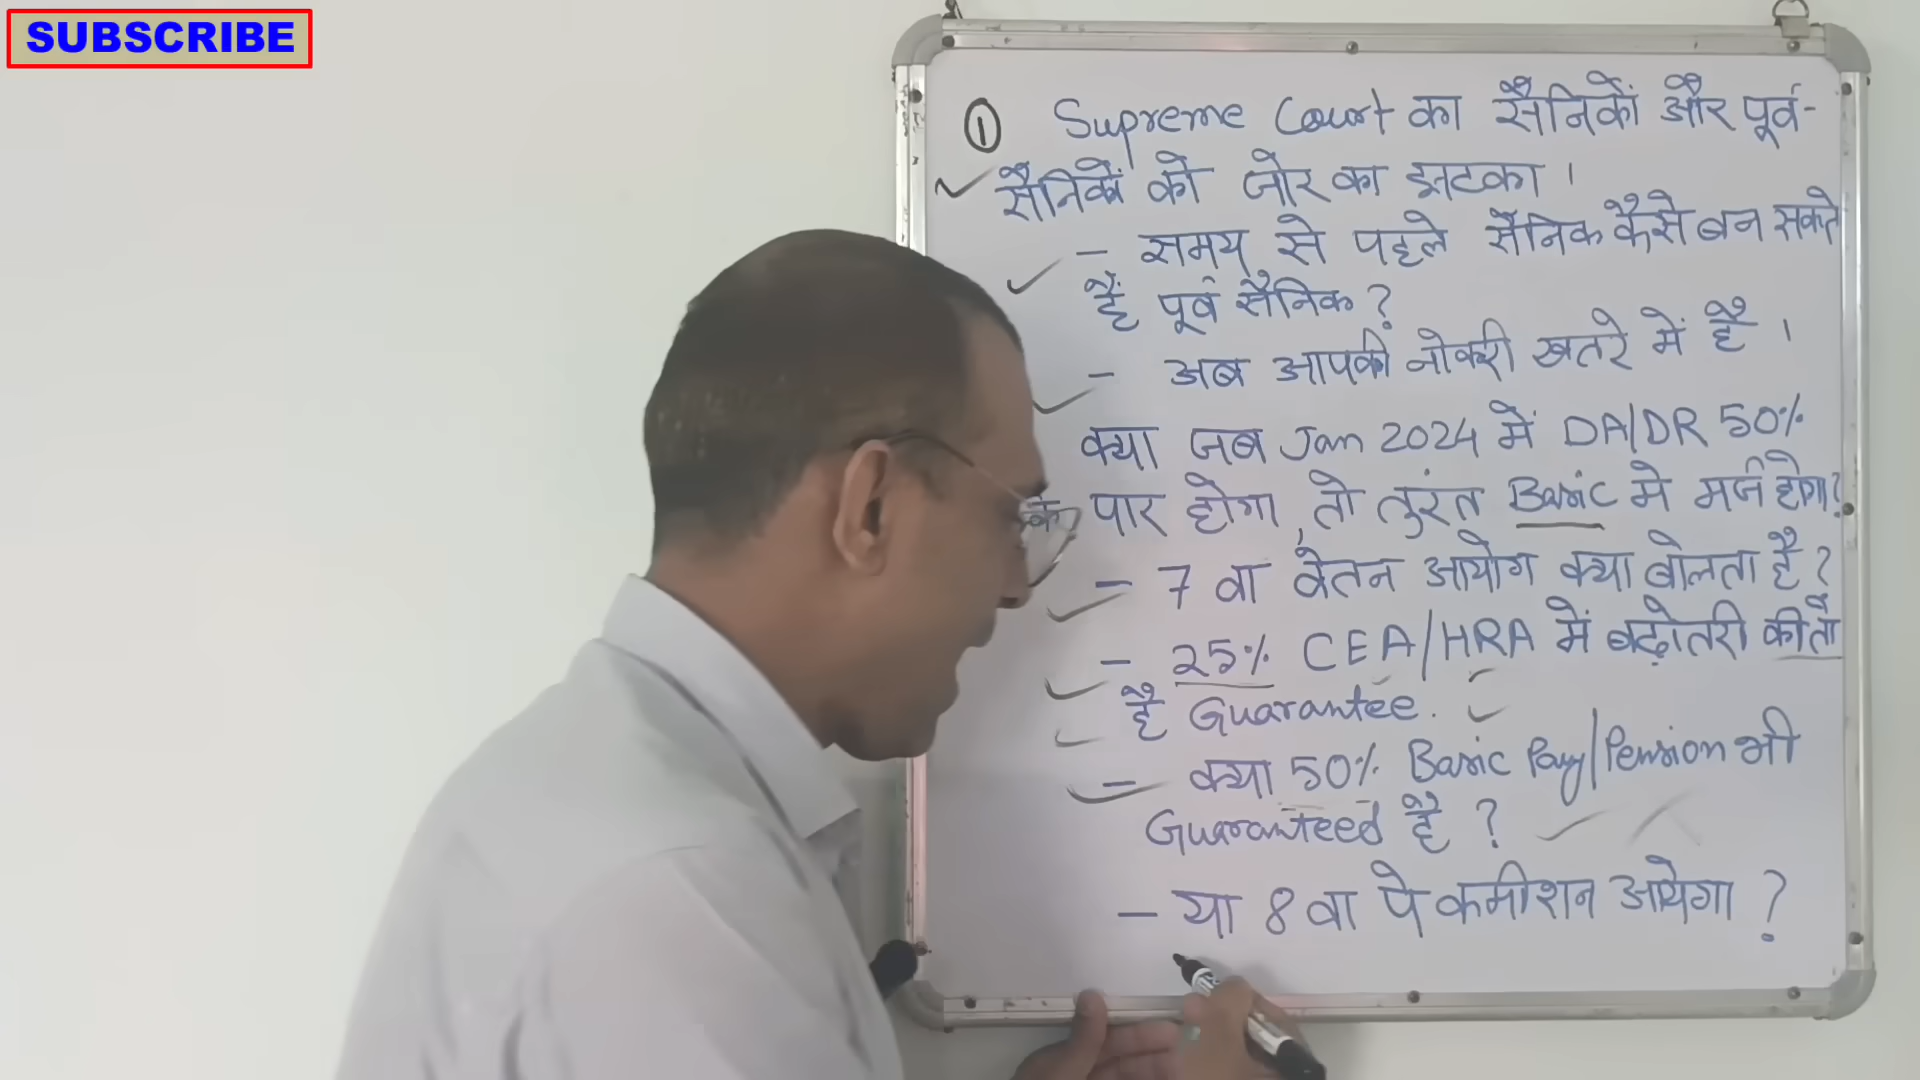 SUBSCRIBE
① Supreme Court का सैनिकों और पूर्व-
सैनिकों को जोर का झटका।
- समय से पहले सैनिक कैसे बन सकते
हैं पूर्व सैनिक?
- अब आपकी नोकरी खतरे में है।
क्या जब Jan 2024 में DA/DR 50%
के पार होगा, तो तुरंत Basic मे मर्ज होगा?
- 7 वा वेतन आयोग क्या बोलता है?
- 25% CEA/HRA में बढ़ोतरी की तो
है Guarantee.
- क्या 50% Basic Pay/Pension भी
Guaranteed है?
- या 8 वा पे कमीशन आयेगा?